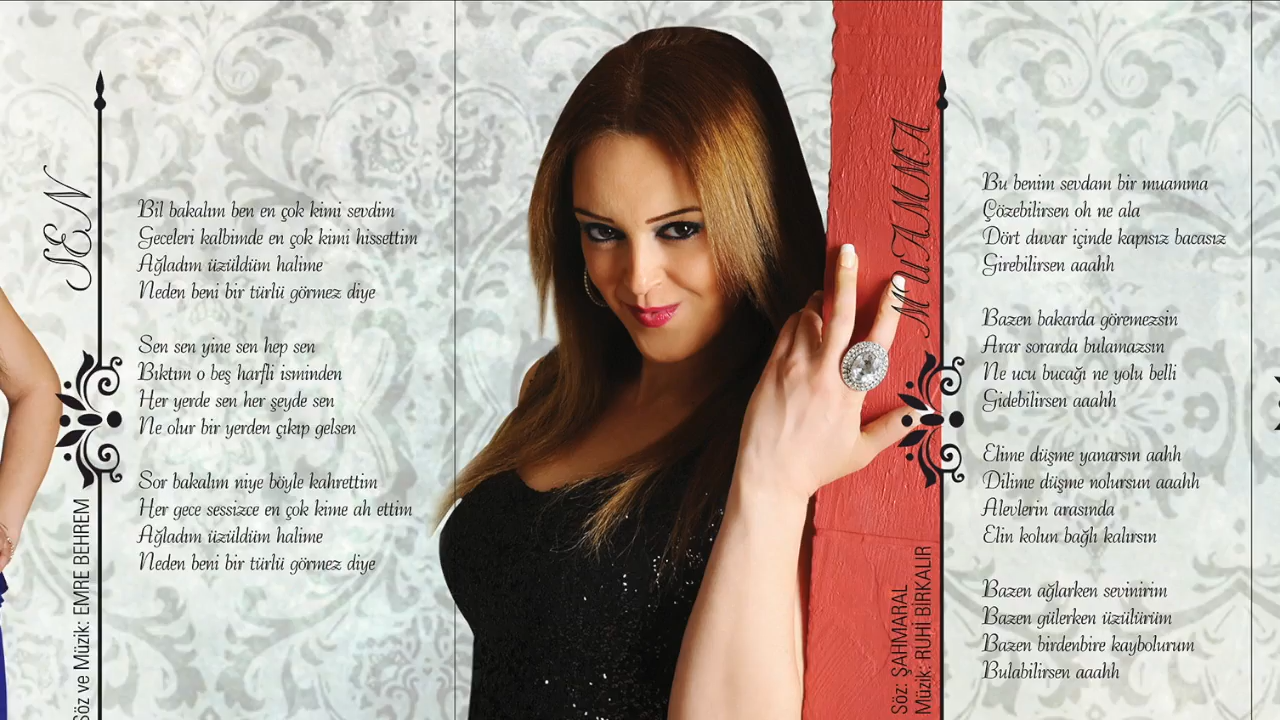 SEN
Bil bakalım ben en çok kimi sevdim
Geceleri kalbimde en çok kimi hissettim
Ağladım üzüldüm halime
Neden beni bir türlü görmez diye
Sen sen yine sen hep sen
Bıktım o beş harfli isminden
Her yerde sen her şeyde sen
Ne olur bir yerden çıkıp gelsen
Sor bakalım niye böyle kahrettim
Her gece sessizce en çok kime ah ettim
Ağladım üzüldüm halime
Neden beni bir türlü görmez diye
Söz ve Müzik: EMRE BEHREM
MUAMMA
Bu benim sevdam bir muamma
Çözebilirsen oh ne ala
Dört duvar içinde kapısız bacasız
Girebilirsen aaahh
Bazen bakarda göremezsin
Arar sorarda bulamazsın
Ne ucu bucağı ne yolu belli
Gidebilirsen aaahh
Elime düşme yanarsın aahh
Dilime düşme nolursun aaahh
Alevlerin arasında
Elin kolun bağlı kalırsın
Bazen ağlarken sevinirim
Bazen gülerken üzülürüm
Bazen birdenbire kaybolurum
Bulabilirsen aaahh
Söz: ŞAHMARAL
Müzik: RUHİ BİRKALIR